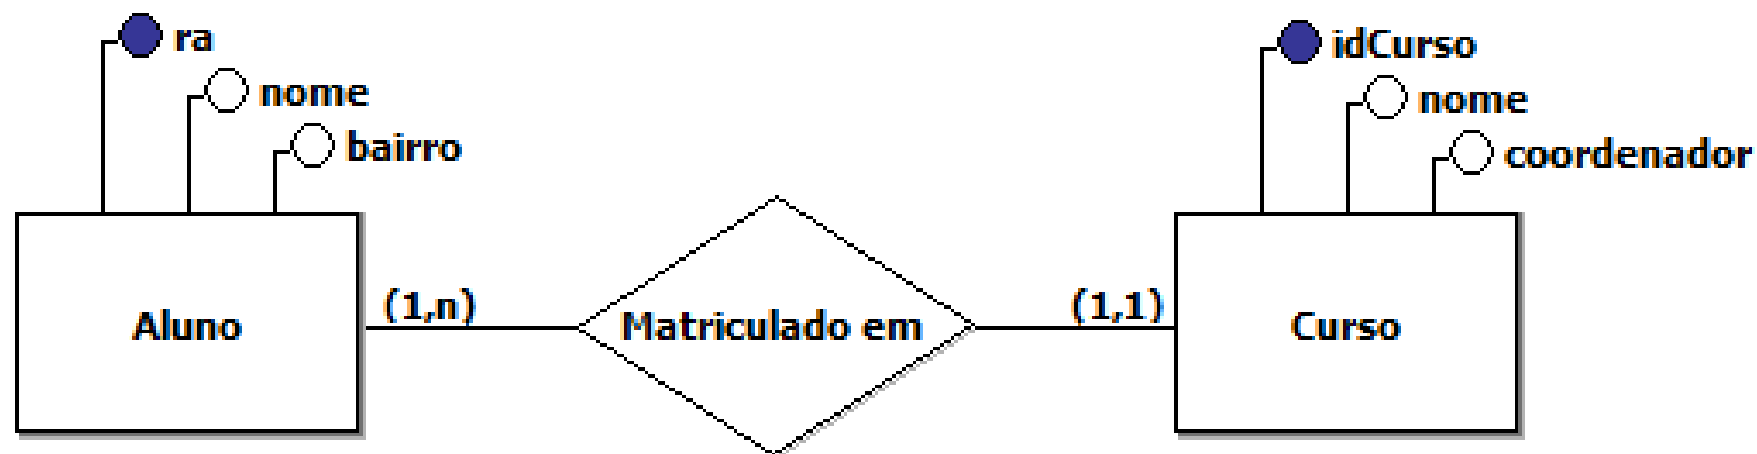 ra
nome
bairro
idCurso
nome
coordenador
Aluno
(1,n)
Matriculado em
(1,1)
Curso